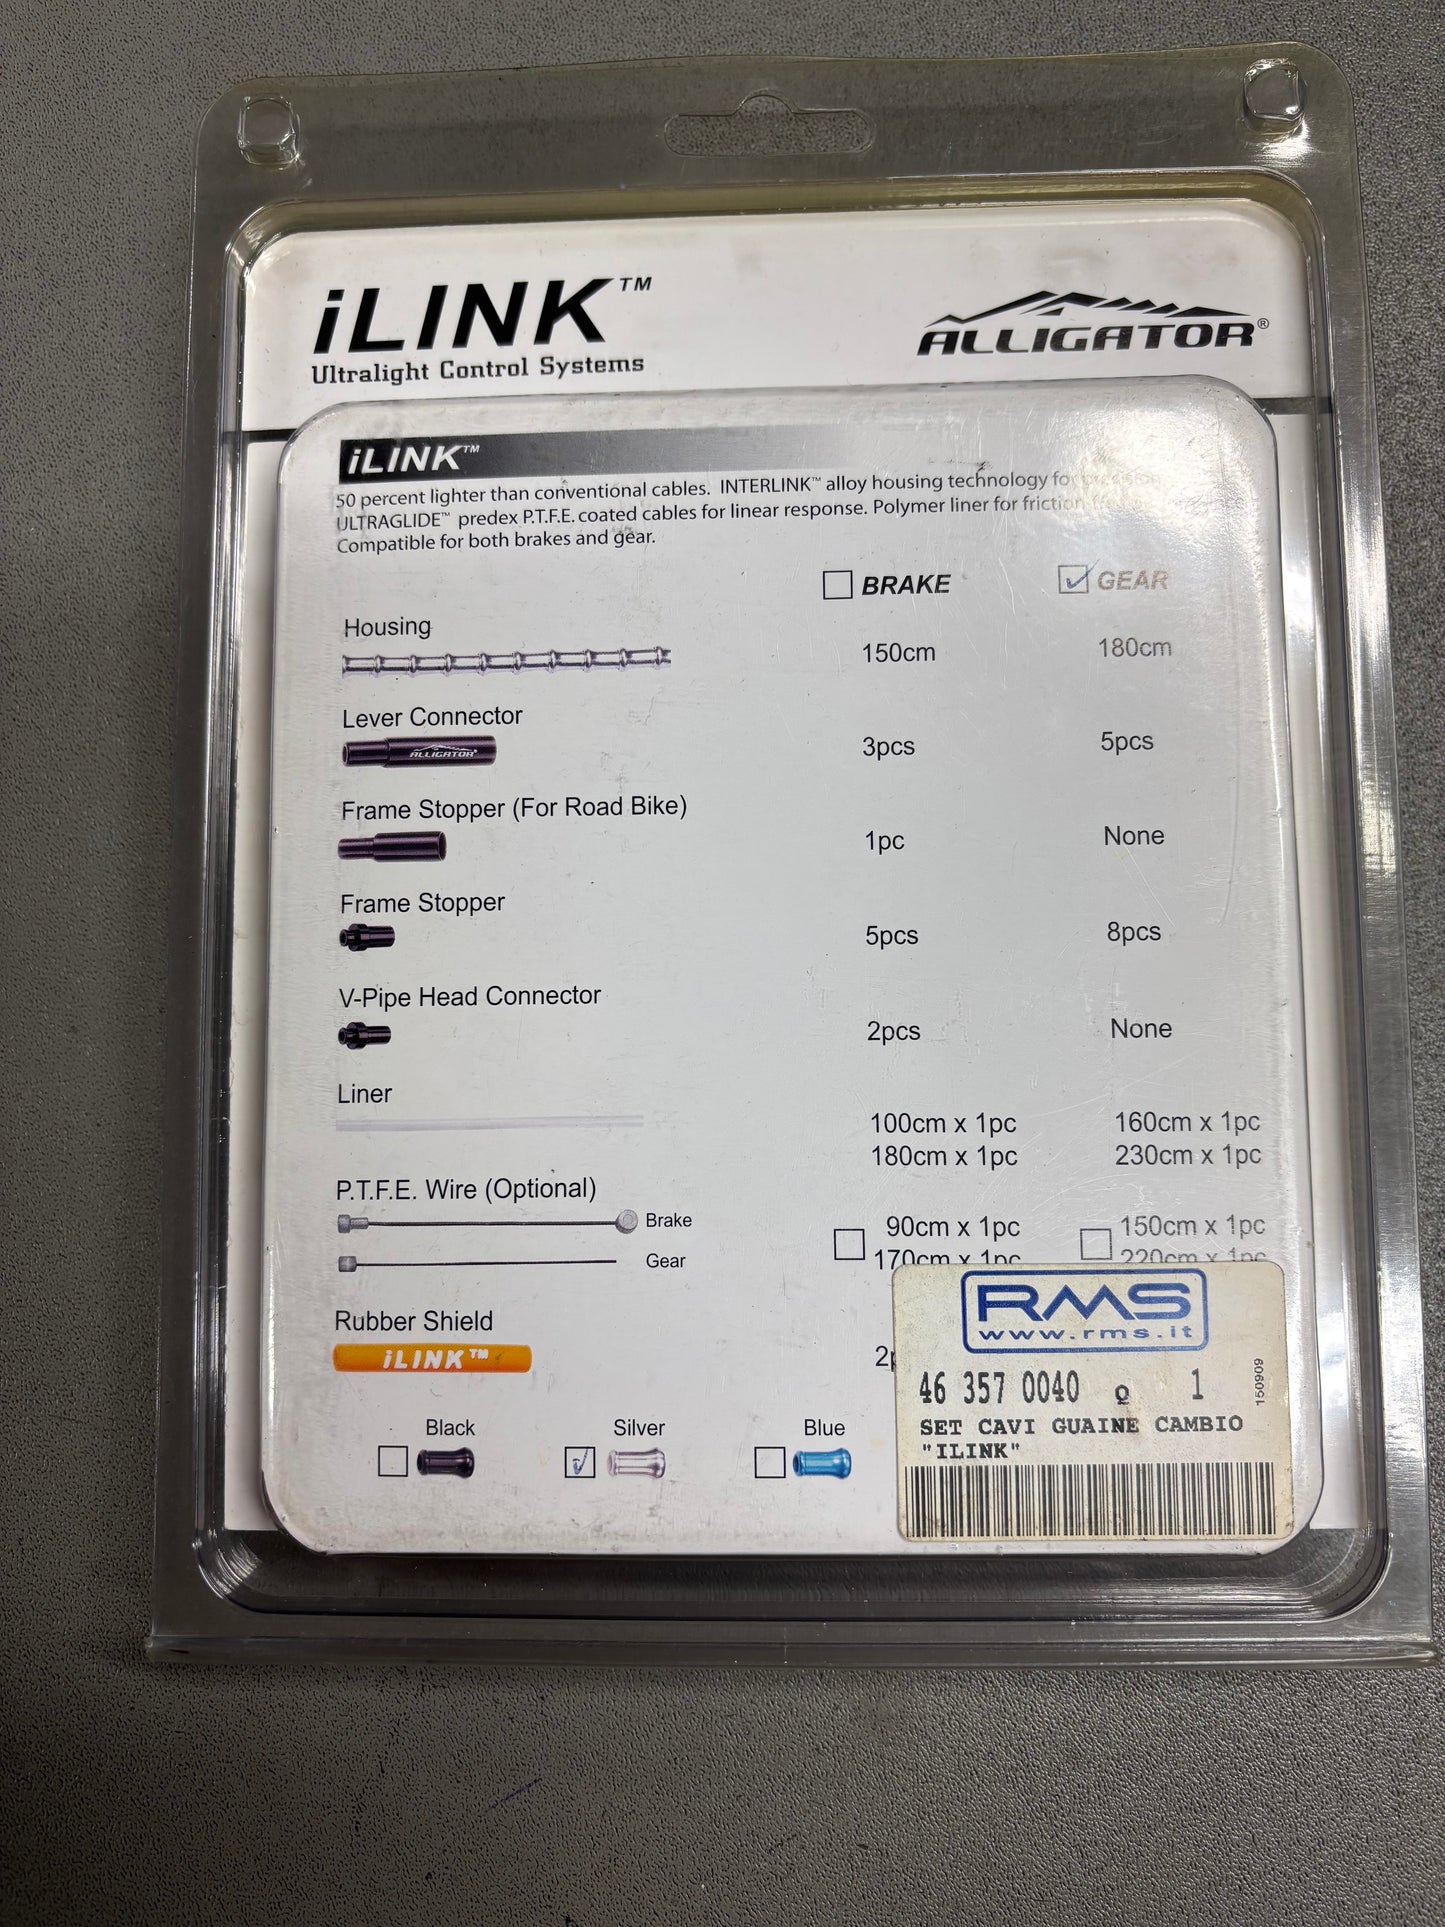 iLINK™
Ultralight Control Systems
ALLIGATOR®
iLINK™
50 percent lighter than conventional cables. INTERLINK™ alloy housing technology for precision
ULTRAGLIDE™ predex P.T.F.E. coated cables for linear response. Polymer liner for friction
Compatible for both brakes and gear.
BRAKE GEAR
Housing 150cm 180cm
Lever Connector 3pcs 5pcs
ALLIGATOR®
Frame Stopper (For Road Bike) 1pc None
Frame Stopper 5pcs 8pcs
V-Pipe Head Connector 2pcs None
Liner
100cm x 1pc 160cm x 1pc
180cm x 1pc 230cm x 1pc
P.T.F.E. Wire (Optional)
Brake 90cm x 1pc 150cm x 1pc
Gear 170cm x 1pc 220cm x 1pc
Rubber Shield
iLINK™
Black Silver Blue
RMS
www.rms.it
46 357 0040 Q 1
150909
SET CAVI GUAINE CAMBIO
"ILINK"